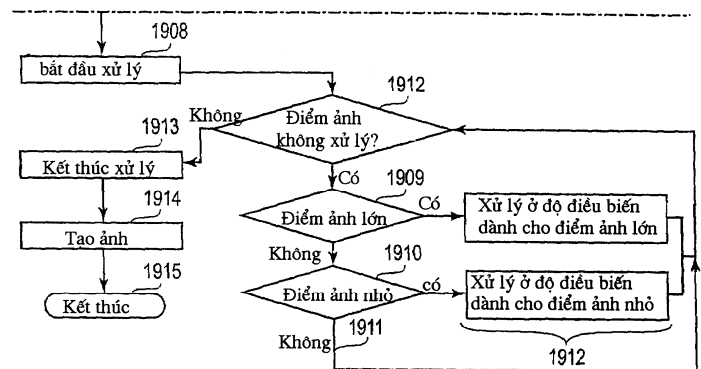 1908
bắt đầu xử lý
1912
Điểm ảnh
không xử lý?
Không
1913
Kết thúc xử lý
Có
1909
Điểm ảnh lớn
Có
Xử lý ở độ điều biến
dành cho điểm ảnh lớn
1914
Tao ảnh
Không
1910
Điểm ảnh nhỏ
có
Xử lý ở độ điều biến
dành cho điểm ảnh nhỏ
1915
Kết thúc
1911
Không
1912